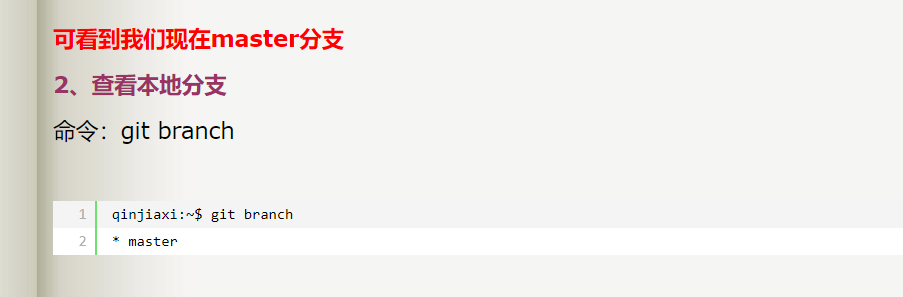 可看到我们现在master分支
2、查看本地分支
命令：git branch
1 qinjiaxi:~$ git branch
2 * master